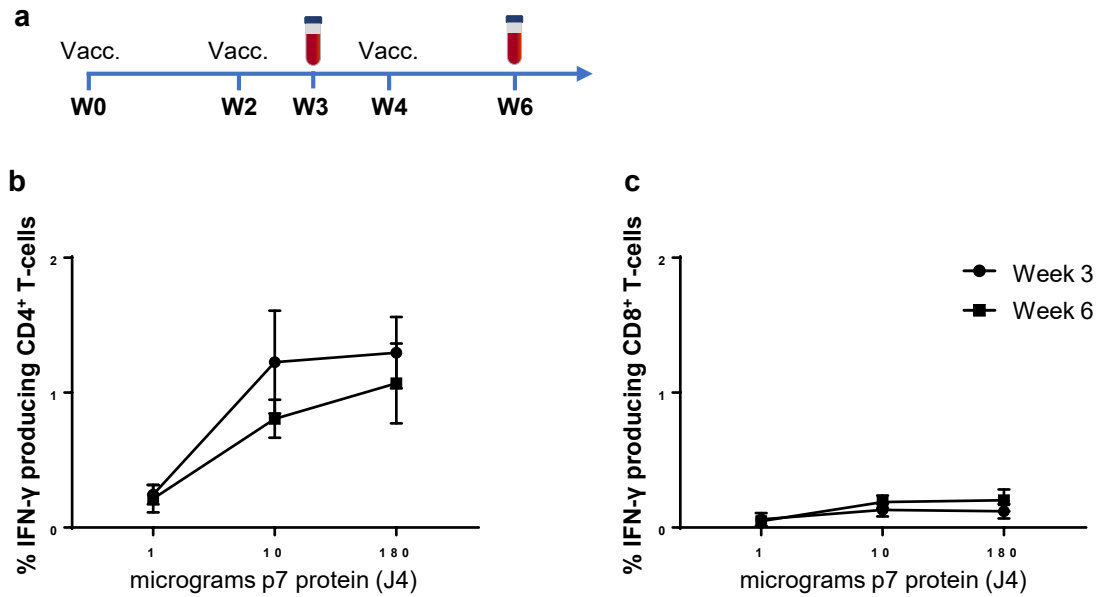 a
Vacc. Vacc. Vacc.
W0 W2 W3 W4 W6
b
% IFN-γ producing CD4⁺ T-cells
2
1
0
1 10 180
micrograms p7 protein (J4)
c
% IFN-γ producing CD8⁺ T-cells
2
1
0
1 10 180
micrograms p7 protein (J4)
Week 3
Week 6